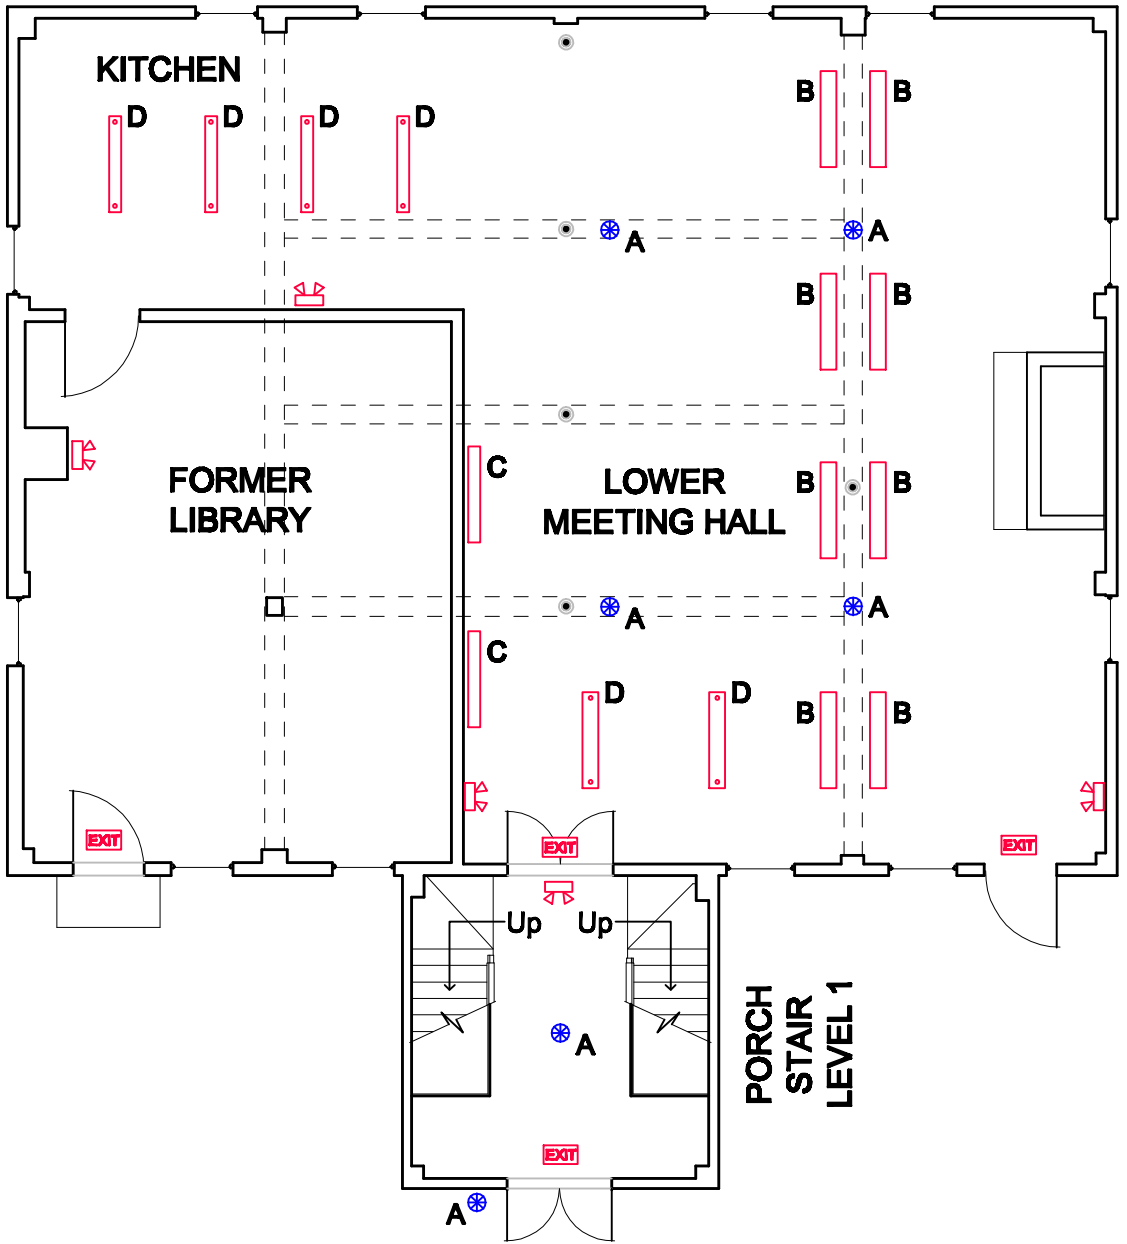 KITCHEN
B B
D D D D
A A
B B
C
FORMER
LIBRARY
LOWER
MEETING HALL
B B
A A
C
D D
B B
EXIT EXIT EXIT
Up Up
PORCH
STAIR
LEVEL 1
A
EXIT
A